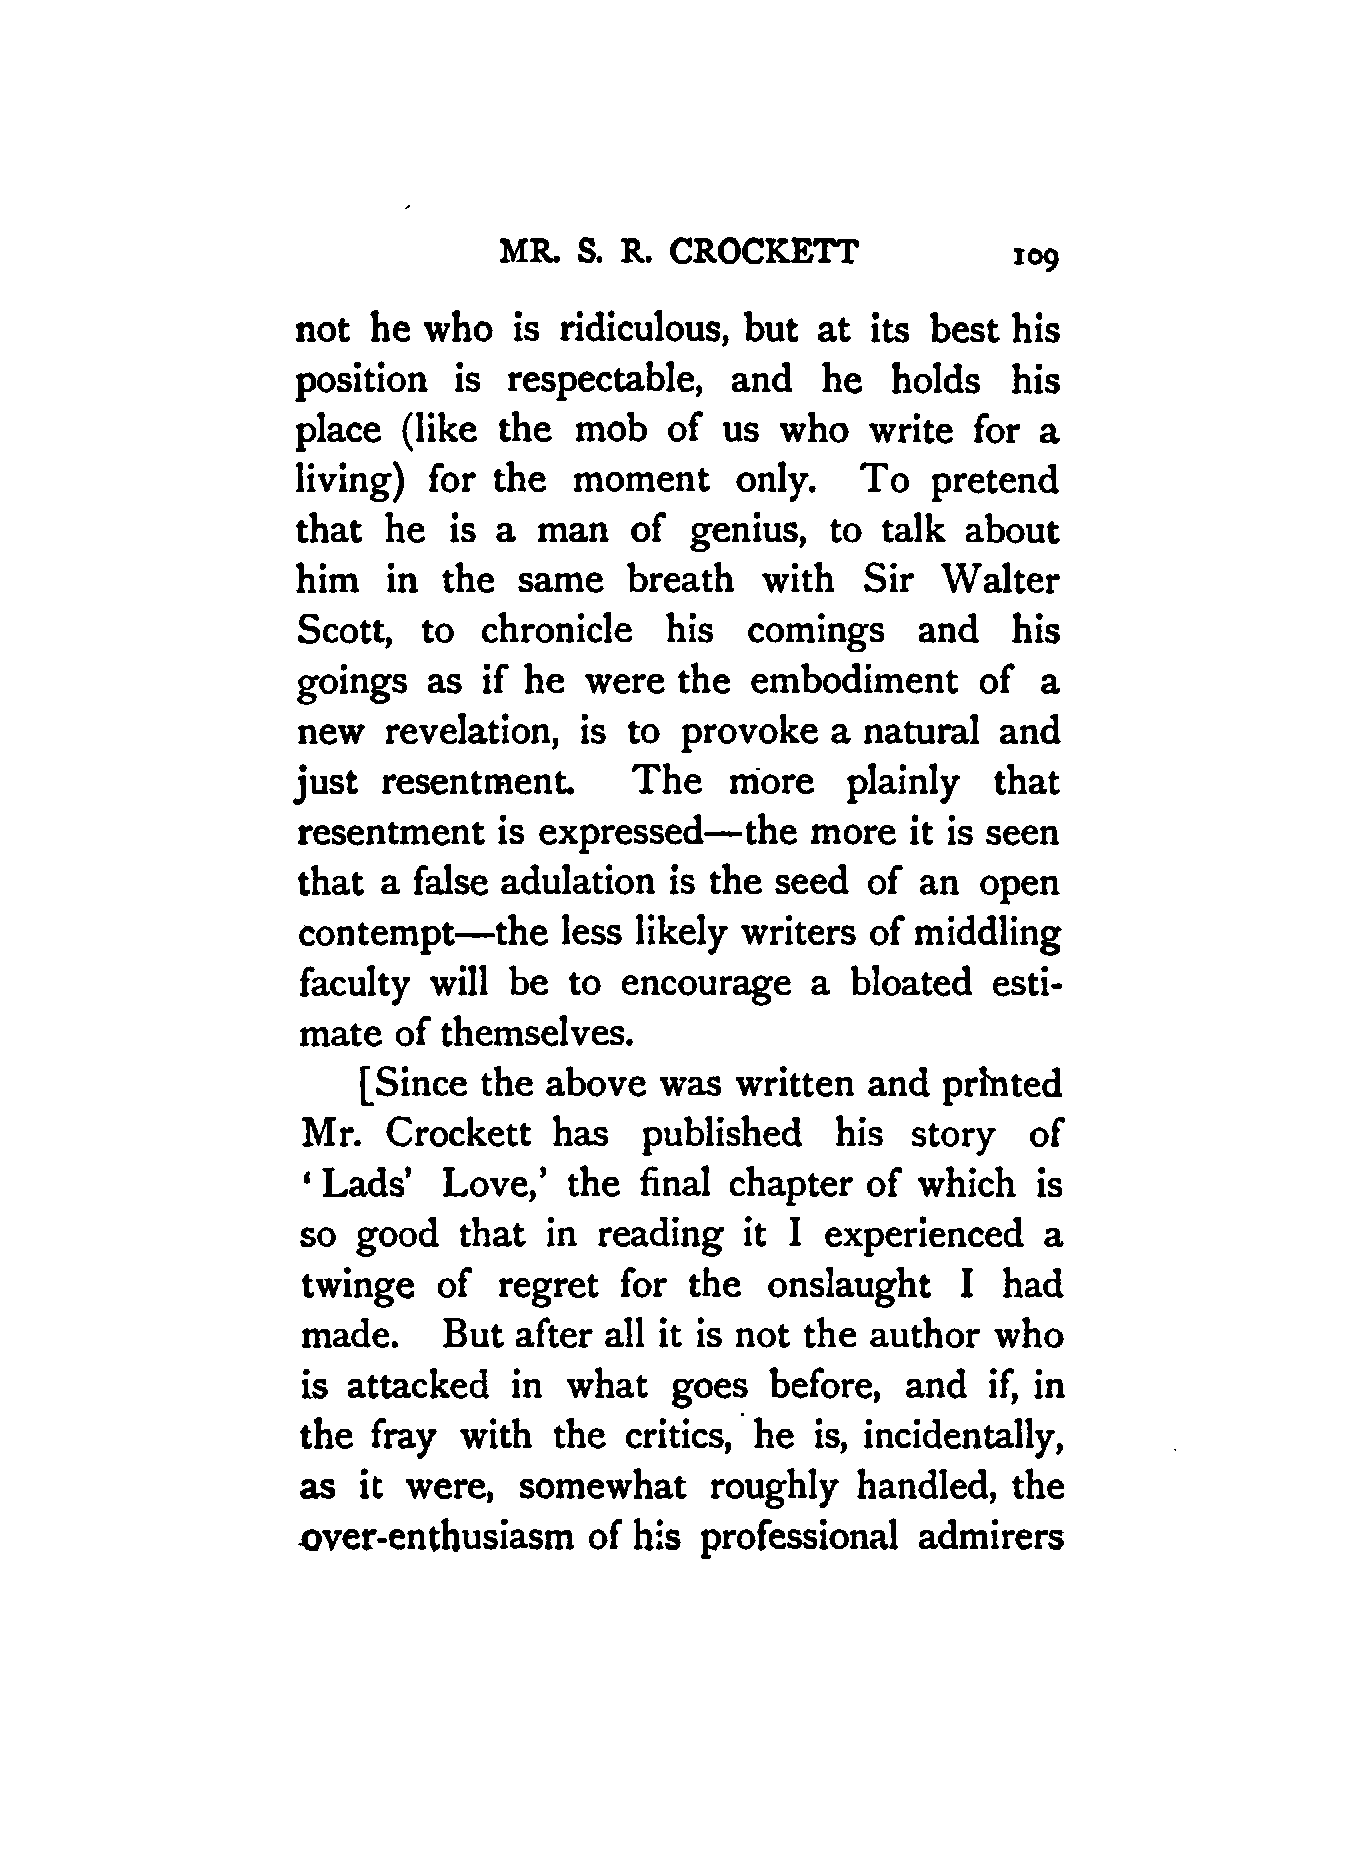 MR. S. R. CROCKETT 109
not he who is ridiculous, but at its best his
position is respectable, and he holds his
place (like the mob of us who write for a
living) for the moment only. To pretend
that he is a man of genius, to talk about
him in the same breath with Sir Walter
Scott, to chronicle his comings and his
goings as if he were the embodiment of a
new revelation, is to provoke a natural and
just resentment. The more plainly that
resentment is expressed—the more it is seen
that a false adulation is the seed of an open
contempt—the less likely writers of middling
faculty will be to encourage a bloated esti-
mate of themselves.
[Since the above was written and printed
Mr. Crockett has published his story of
‘Lads’ Love,’ the final chapter of which is
so good that in reading it I experienced a
twinge of regret for the onslaught I had
made. But after all it is not the author who
is attacked in what goes before, and if, in
the fray with the critics, he is, incidentally,
as it were, somewhat roughly handled, the
over-enthusiasm of his professional admirers